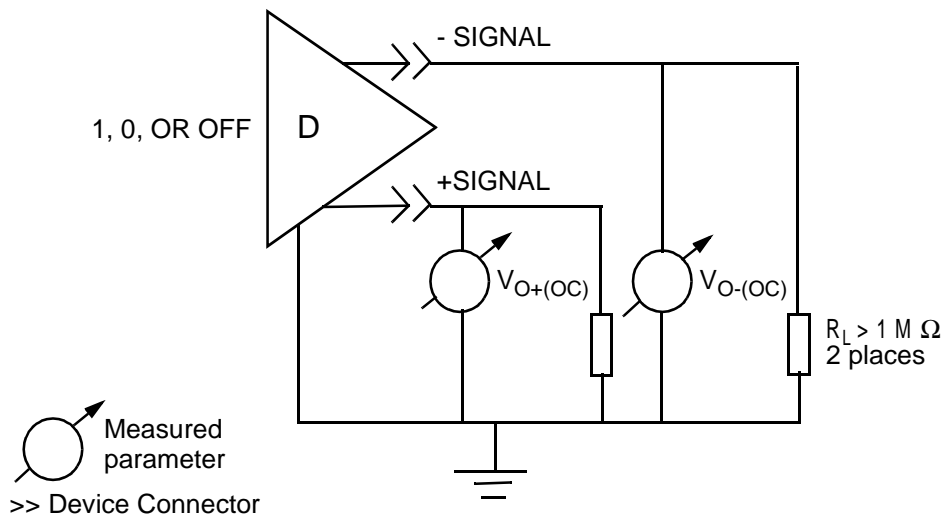 - SIGNAL
1, 0, OR OFF
D
+SIGNAL
VO+(OC)
VO-(OC)
RL > 1 M Ω
2 places
Measured
parameter
>> Device Connector